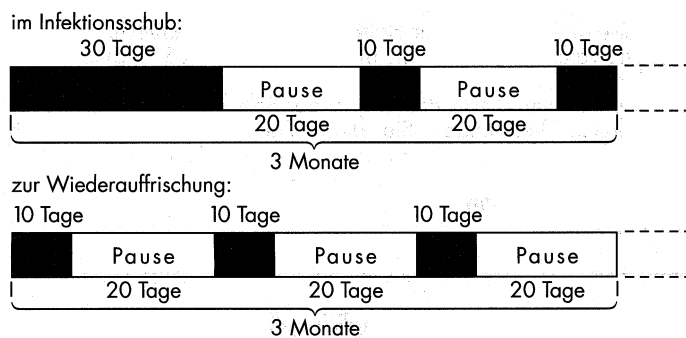 im Infektionsschub:
30 Tage 10 Tage 10 Tage
Pause Pause
20 Tage 20 Tage
3 Monate
zur Wiederauffrischung:
10 Tage 10 Tage 10 Tage
Pause Pause Pause
20 Tage 20 Tage 20 Tage
3 Monate